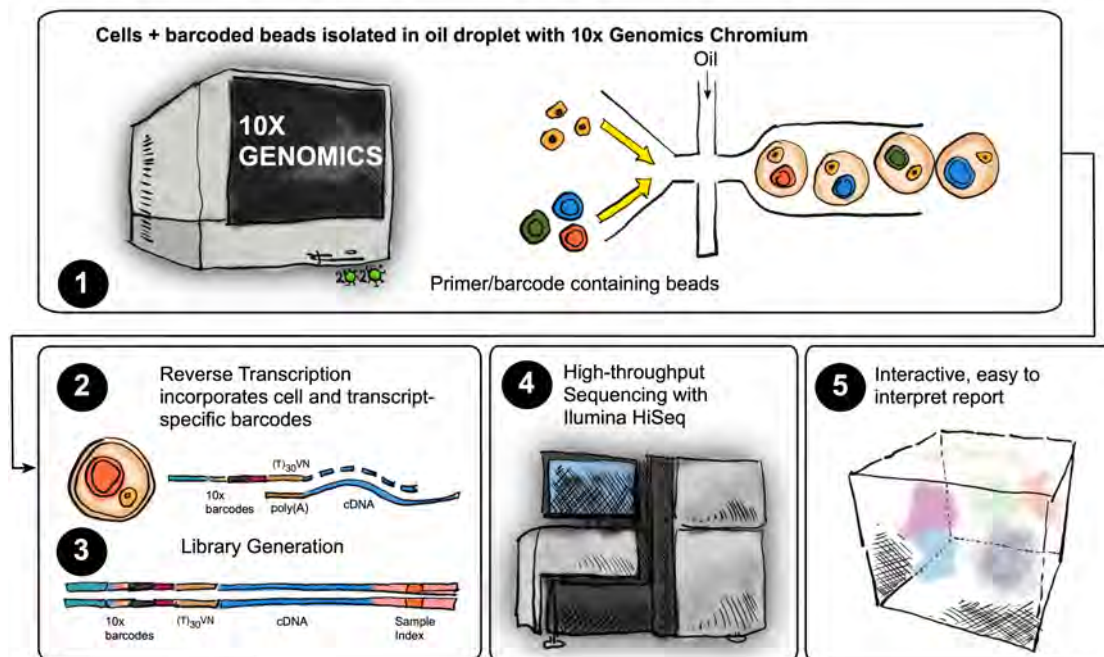 Cells + barcoded beads isolated in oil droplet with 10x Genomics Chromium
Oil
10X
GENOMICS
1
Primer/barcode containing beads
2
Reverse Transcription
incorporates cell and transcript-
specific barcodes
(T)30VN
10x
barcodes
poly(A)
cDNA
3
Library Generation
10x
barcodes
(T)30VN
cDNA
Sample
Index
4
High-throughput
Sequencing with
Ilumina HiSeq
5
Interactive, easy to
interpret report